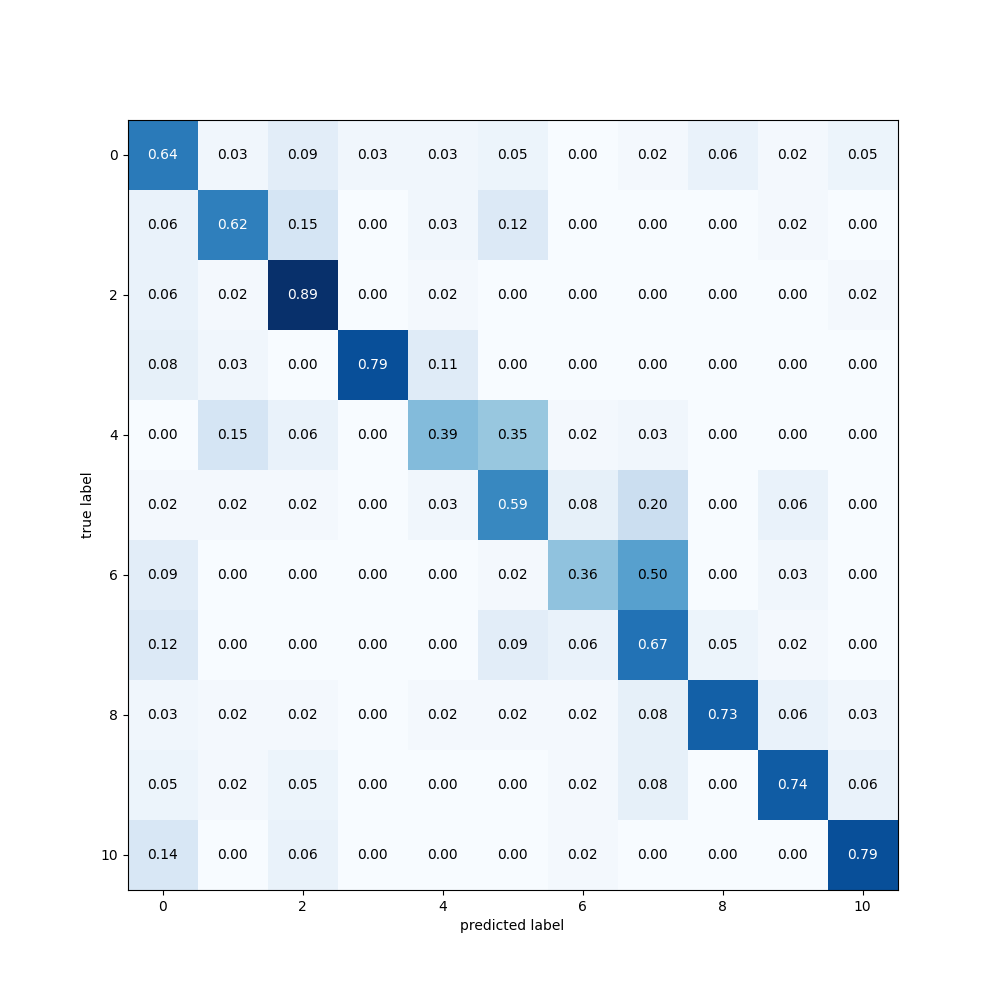 0 0.64 0.03 0.09 0.03 0.03 0.05 0.00 0.02 0.06 0.02 0.05
0.06 0.62 0.15 0.00 0.03 0.12 0.00 0.00 0.00 0.02 0.00
2 0.06 0.02 0.89 0.00 0.02 0.00 0.00 0.00 0.00 0.00 0.02
0.08 0.03 0.00 0.79 0.11 0.00 0.00 0.00 0.00 0.00 0.00
4 0.00 0.15 0.06 0.00 0.39 0.35 0.02 0.03 0.00 0.00 0.00
true label
0.02 0.02 0.02 0.00 0.03 0.59 0.08 0.20 0.00 0.06 0.00
6 0.09 0.00 0.00 0.00 0.00 0.02 0.36 0.50 0.00 0.03 0.00
0.12 0.00 0.00 0.00 0.00 0.09 0.06 0.67 0.05 0.02 0.00
8 0.03 0.02 0.02 0.00 0.02 0.02 0.02 0.08 0.73 0.06 0.03
0.05 0.02 0.05 0.00 0.00 0.00 0.02 0.08 0.00 0.74 0.06
10 0.14 0.00 0.06 0.00 0.00 0.00 0.02 0.00 0.00 0.00 0.79
0 2 4 6 8 10
predicted label